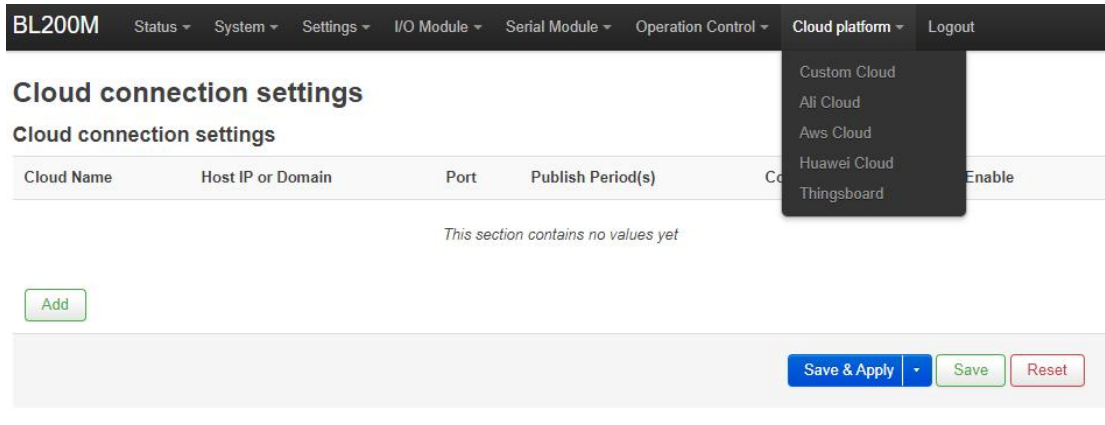 BL200M Status System Settings I/O Module Serial Module Operation Control Cloud platform Logout
Custom Cloud
Ali Cloud
Aws Cloud
Huawei Cloud
Thingsboard
Cloud connection settings
Cloud connection settings
Cloud Name Host IP or Domain Port Publish Period(s) Enable
This section contains no values yet
Add
Save & Apply Save Reset